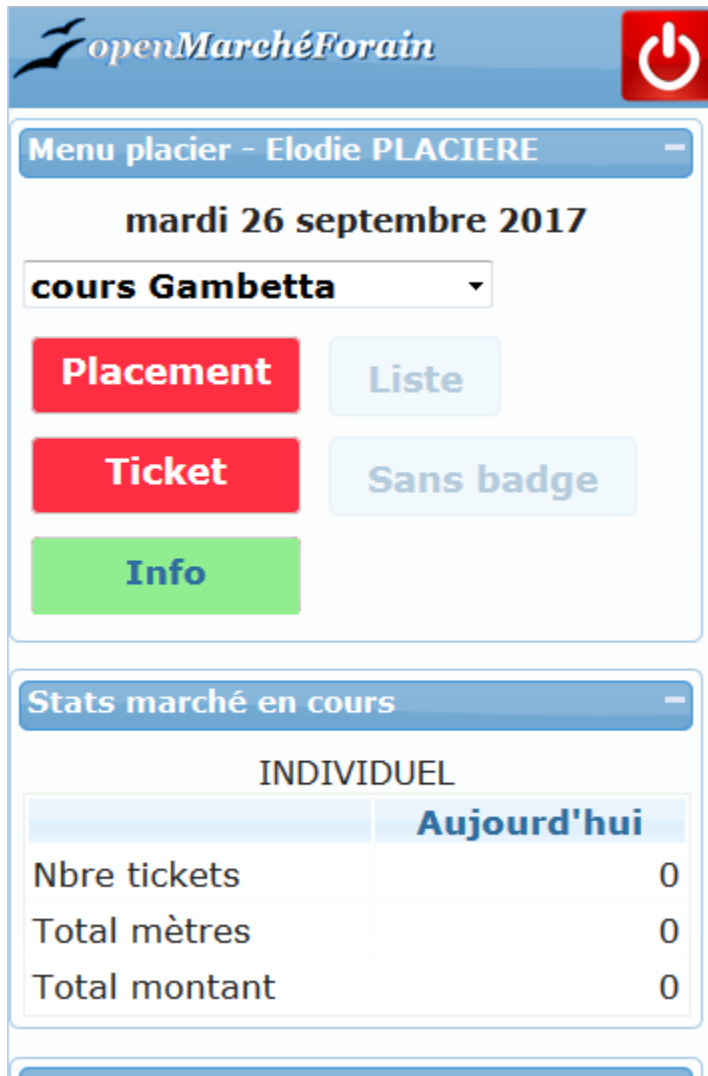 openMarchéForain
Menu placier - Elodie PLACIERE
mardi 26 septembre 2017
cours Gambetta
Placement Liste
Ticket Sans badge
Info
Stats marché en cours
INDIVIDUEL
Aujourd'hui
Nbre tickets 0
Total mètres 0
Total montant 0